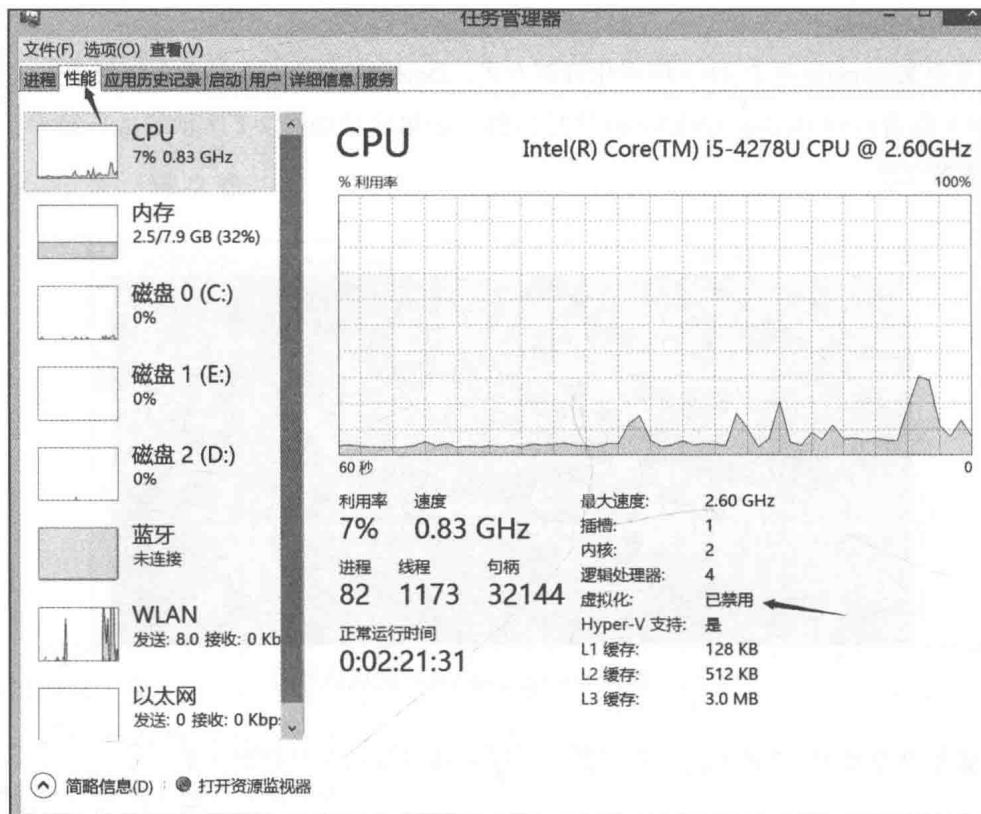 任务管理器
文件(F) 选项(O) 查看(V)
进程 性能 应用历史记录 启动 用户 详细信息 服务
CPU
7% 0.83 GHz
内存
2.5/7.9 GB (32%)
磁盘 0 (C:)
0%
磁盘 1 (E:)
0%
磁盘 2 (D:)
0%
蓝牙
未连接
WLAN
发送: 8.0 接收: 0 Kb
以太网
发送: 0 接收: 0 Kbp
CPU Intel(R) Core(TM) i5-4278U CPU @ 2.60GHz
% 利用率 100%
60 秒 0
利用率 速度
7% 0.83 GHz
进程 线程 句柄
82 1173 32144
正常运行时间
0:02:21:31
最大速度: 2.60 GHz
插槽: 1
内核: 2
逻辑处理器: 4
虚拟化: 已禁用
Hyper-V 支持: 是
L1 缓存: 128 KB
L2 缓存: 512 KB
L3 缓存: 3.0 MB
简略信息(D) 打开资源监视器